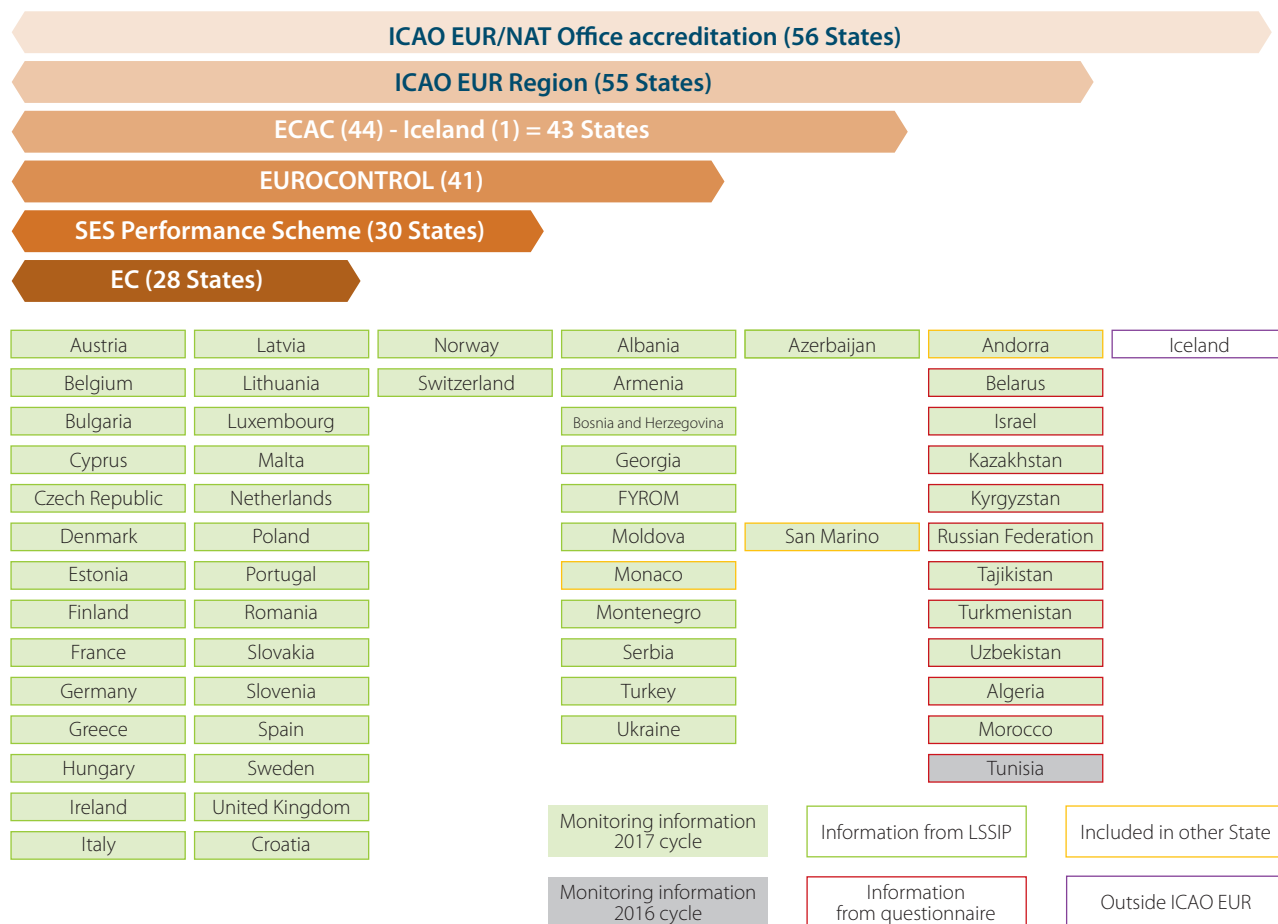 ICAO EUR/NAT Office accreditation (56 States)
ICAO EUR Region (55 States)
ECAC (44) - Iceland (1) = 43 States
EUROCONTROL (41)
SES Performance Scheme (30 States)
EC (28 States)
Austria Latvia Norway Albania Azerbaijan Andorra Iceland
Belgium Lithuania Switzerland Armenia Belarus
Bulgaria Luxembourg Bosnia and Herzegovina Israel
Cyprus Malta Georgia Kazakhstan
Czech Republic Netherlands FYROM Kyrgyzstan
Denmark Poland Moldova San Marino Russian Federation
Estonia Portugal Monaco Tajikistan
Finland Romania Montenegro Turkmenistan
France Slovakia Serbia Uzbekistan
Germany Slovenia Turkey Algeria
Greece Spain Ukraine Morocco
Hungary Sweden Tunisia
Ireland United Kingdom
Italy Croatia
Monitoring information
2017 cycle
Information from LSSIP
Included in other State
Monitoring information
2016 cycle
Information
from questionnaire
Outside ICAO EUR